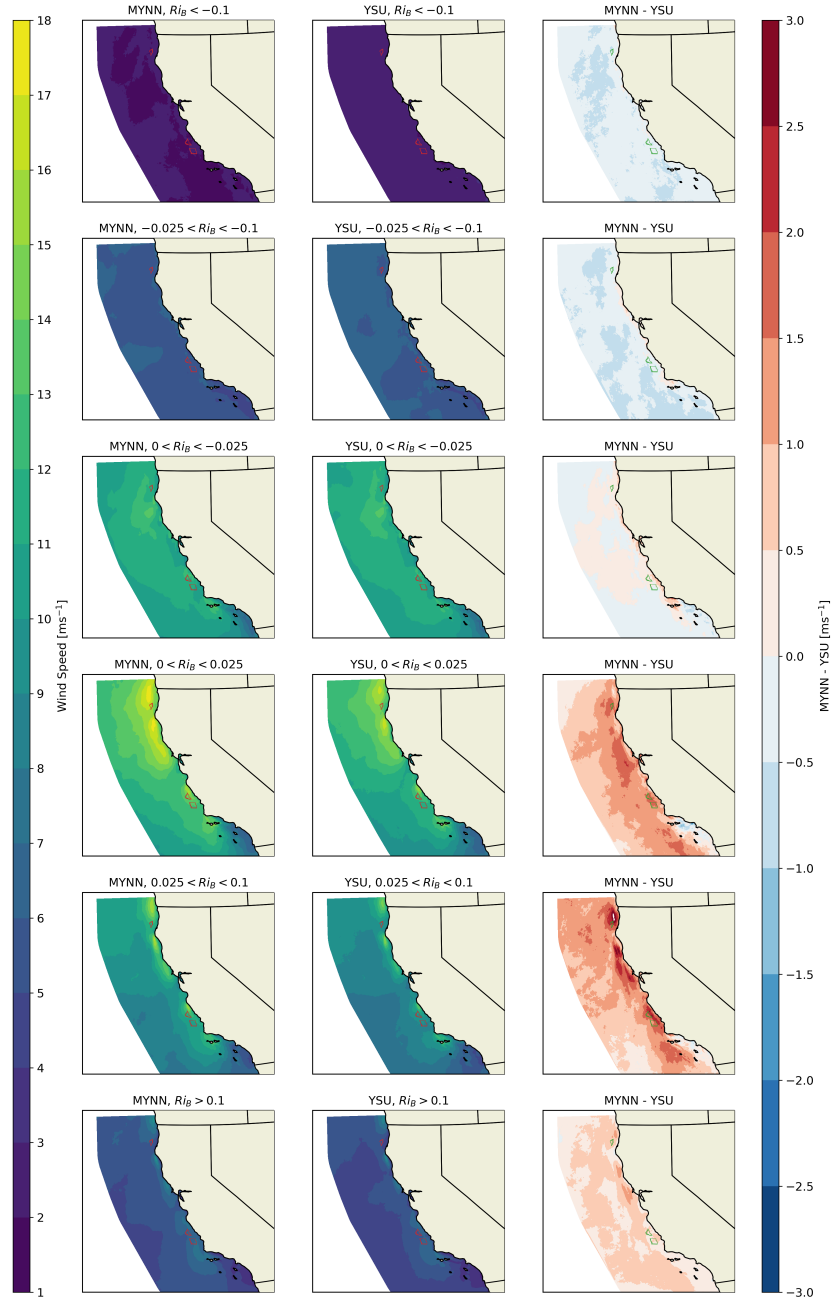 MYNN, Ri_B < −0.1
YSU, Ri_B < −0.1
MYNN - YSU
MYNN, −0.025 < Ri_B < −0.1
YSU, −0.025 < Ri_B < −0.1
MYNN - YSU
MYNN, 0 < Ri_B < −0.025
YSU, 0 < Ri_B < −0.025
MYNN - YSU
MYNN, 0 < Ri_B < 0.025
YSU, 0 < Ri_B < 0.025
MYNN - YSU
MYNN, 0.025 < Ri_B < 0.1
YSU, 0.025 < Ri_B < 0.1
MYNN - YSU
MYNN, Ri_B > 0.1
YSU, Ri_B > 0.1
MYNN - YSU
18
17
16
15
14
13
12
11
10
9
8
7
6
5
4
3
2
1
Wind Speed [ms⁻¹]
3.0
2.5
2.0
1.5
1.0
0.5
0.0
−0.5
−1.0
−1.5
−2.0
−2.5
−3.0
MYNN - YSU [ms⁻¹]